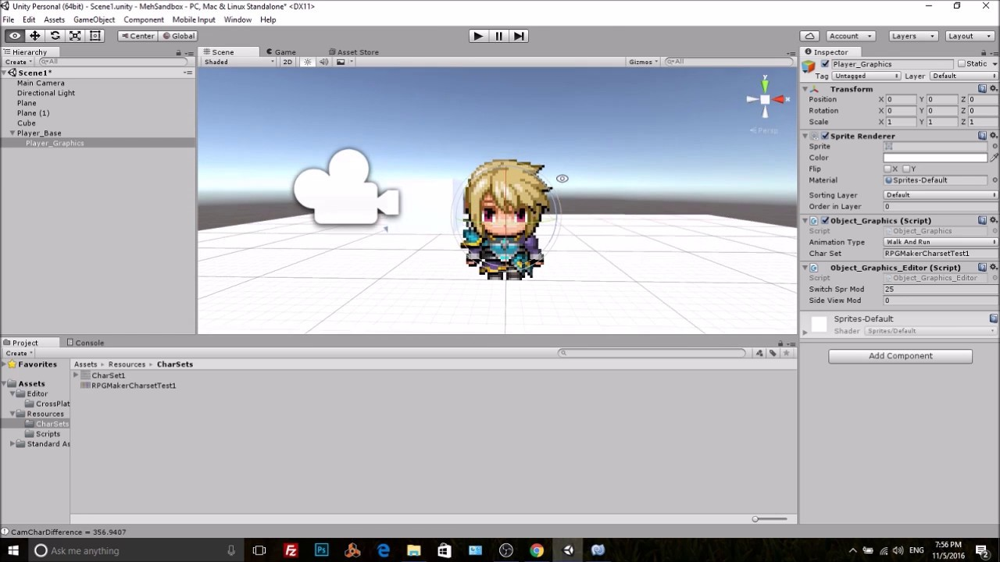 Unity Personal (64bit) - Scene1.unity - MehSandbox - PC, Mac & Linux Standalone* <DX11>
File Edit Assets GameObject Component Mobile Input Window Help
Center Global Account Layers Layout
Hierarchy
Create All
Scene1*
Main Camera
Directional Light
Plane
Plane (1)
Cube
Player_Base
Player_Graphics
Scene Game Asset Store
Shaded 2D Gizmos All
y
x
Persp
Inspector
Player_Graphics Static
Tag Untagged Layer Default
Transform
Position X 0 Y 0 Z 0
Rotation X 0 Y 0 Z 0
Scale X 1 Y 1 Z 1
Sprite Renderer
Sprite
Color
Flip X Y
Material Sprites-Default
Sorting Layer Default
Order in Layer 0
Object_Graphics (Script)
Script Object_Graphics
Animation Type Walk And Run
Char Set RPGMakerCharsetTest1
Object_Graphics_Editor (Script)
Script Object_Graphics_Editor
Switch Spr Mod 25
Side View Mod 0
Sprites-Default
Shader Sprites/Default
Add Component
Project Console
Create
Favorites
Assets
Editor
CrossPlat
Resources
CharSets
Scripts
Standard As
Assets Resources CharSets
CharSet1
RPGMakerCharsetTest1
CamCharDifference = 356.9407
Ask me anything
Ps
ENG
7:56 PM
11/5/2016
2